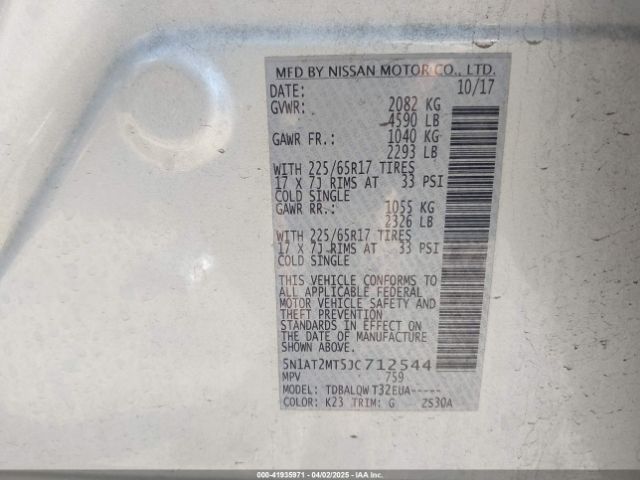 MFD BY NISSAN MOTOR CO., LTD.
DATE: 10/17
GVWR: 2082 KG
4590 LB
GAWR FR.: 1040 KG
2293 LB
WITH 225/65R17 TIRES
17 X 7J RIMS AT 33 PSI
COLD SINGLE
GAWR RR.: 1055 KG
2326 LB
WITH 225/65R17 TIRES
17 X 7J RIMS AT 33 PSI
COLD SINGLE
THIS VEHICLE CONFORMS TO
ALL APPLICABLE FEDERAL
MOTOR VEHICLE SAFETY AND
THEFT PREVENTION
STANDARDS IN EFFECT ON
THE DATE OF MANUFACTURE
SHOWN ABOVE.
5N1AT2MT5JC712544
MPV 759
MODEL: TDBALQW T32EUA-----
COLOR: K23 TRIM: G 2S30A
000-41935971 - 04/02/2025 - IAAI.COM